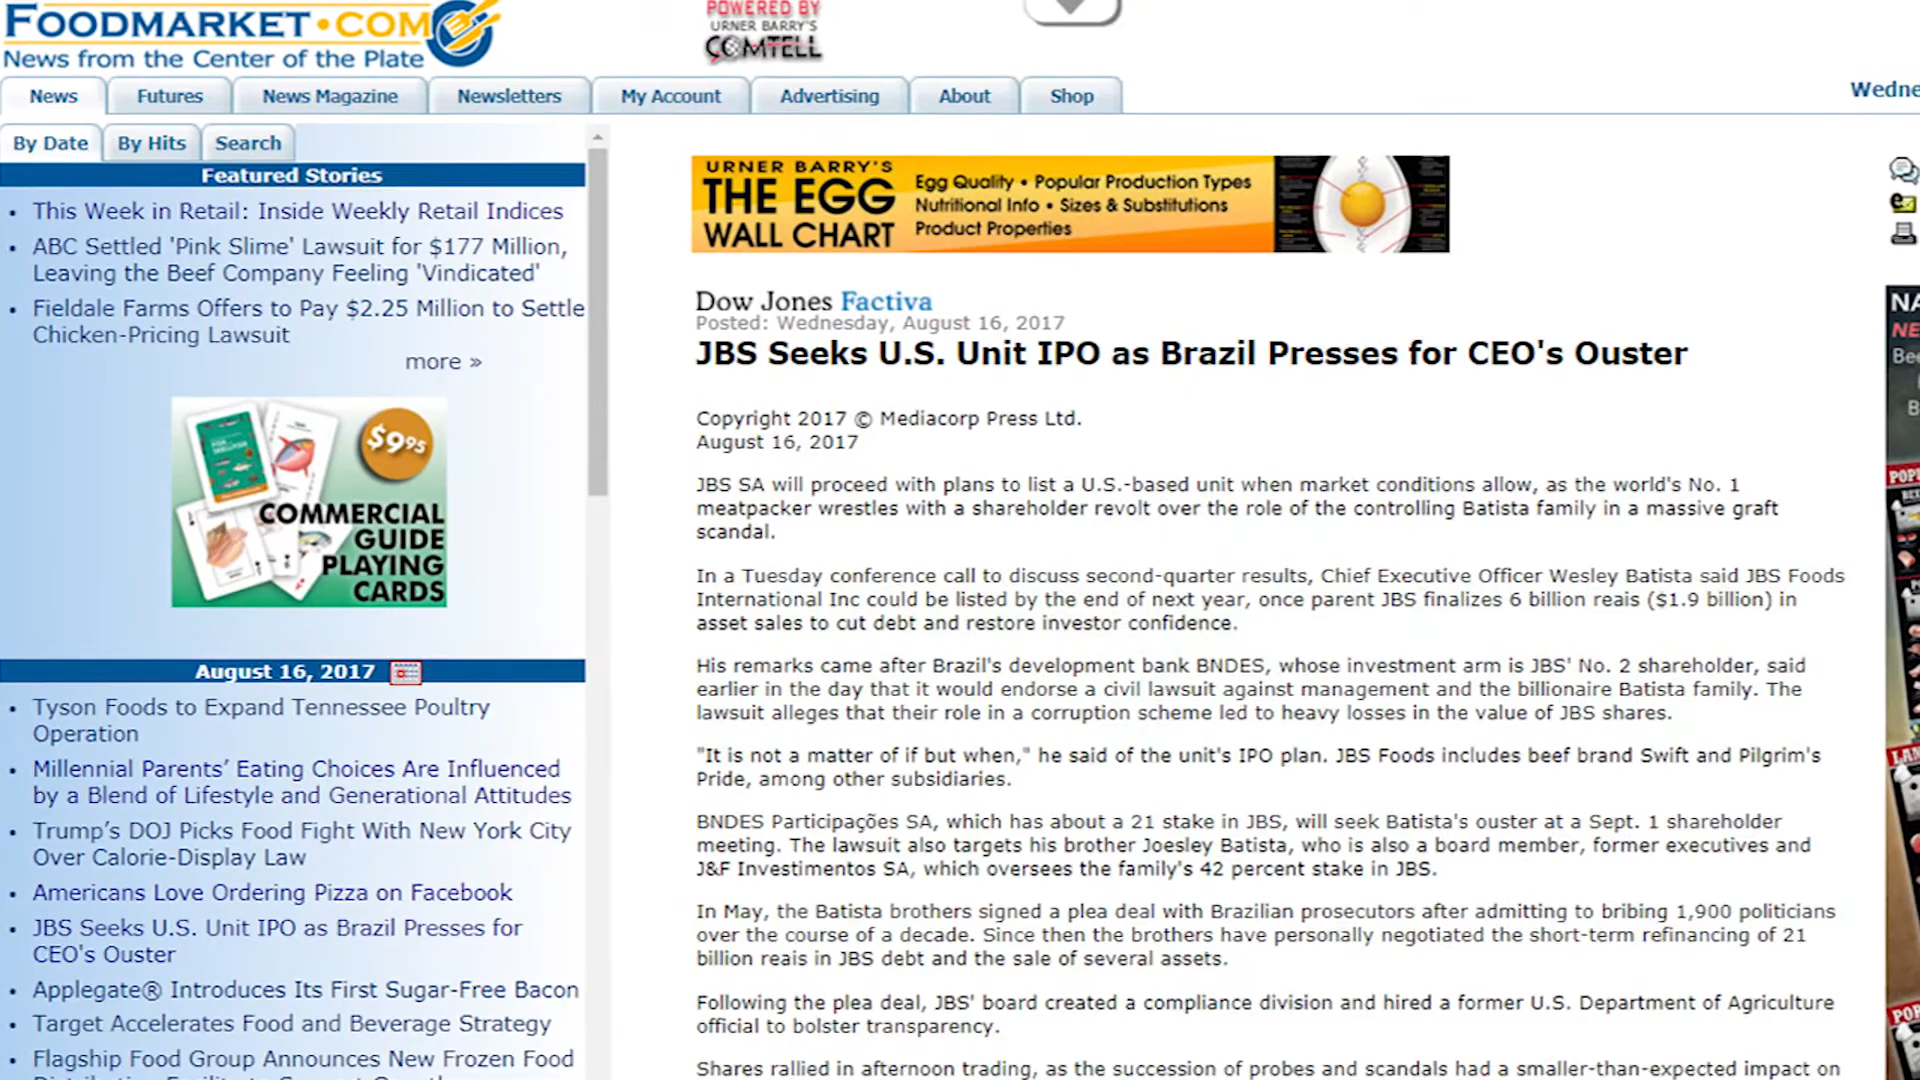 FOODMARKET•COM
News from the Center of the Plate
POWERED BY
URNER BARRY'S
COMTELL
News
Futures
News Magazine
Newsletters
My Account
Advertising
About
Shop
Wedne
By Date
By Hits
Search
Featured Stories
• This Week in Retail: Inside Weekly Retail Indices
• ABC Settled 'Pink Slime' Lawsuit for $177 Million,
Leaving the Beef Company Feeling 'Vindicated'
• Fieldale Farms Offers to Pay $2.25 Million to Settle
Chicken-Pricing Lawsuit
more »
$9.95
COMMERCIAL
GUIDE
PLAYING
CARDS
August 16, 2017
• Tyson Foods to Expand Tennessee Poultry
Operation
• Millennial Parents’ Eating Choices Are Influenced
by a Blend of Lifestyle and Generational Attitudes
• Trump’s DOJ Picks Food Fight With New York City
Over Calorie-Display Law
• Americans Love Ordering Pizza on Facebook
• JBS Seeks U.S. Unit IPO as Brazil Presses for
CEO's Ouster
• Applegate® Introduces Its First Sugar-Free Bacon
• Target Accelerates Food and Beverage Strategy
• Flagship Food Group Announces New Frozen Food
URNER BARRY'S
THE EGG
WALL CHART
Egg Quality • Popular Production Types
Nutritional Info • Sizes & Substitutions
Product Properties
Dow Jones Factiva
Posted: Wednesday, August 16, 2017
JBS Seeks U.S. Unit IPO as Brazil Presses for CEO's Ouster
Copyright 2017 © Mediacorp Press Ltd.
August 16, 2017
JBS SA will proceed with plans to list a U.S.-based unit when market conditions allow, as the world's No. 1
meatpacker wrestles with a shareholder revolt over the role of the controlling Batista family in a massive graft
scandal.
In a Tuesday conference call to discuss second-quarter results, Chief Executive Officer Wesley Batista said JBS Foods
International Inc could be listed by the end of next year, once parent JBS finalizes 6 billion reais ($1.9 billion) in
asset sales to cut debt and restore investor confidence.
His remarks came after Brazil's development bank BNDES, whose investment arm is JBS' No. 2 shareholder, said
earlier in the day that it would endorse a civil lawsuit against management and the billionaire Batista family. The
lawsuit alleges that their role in a corruption scheme led to heavy losses in the value of JBS shares.
"It is not a matter of if but when," he said of the unit's IPO plan. JBS Foods includes beef brand Swift and Pilgrim's
Pride, among other subsidiaries.
BNDES Participações SA, which has about a 21 stake in JBS, will seek Batista's ouster at a Sept. 1 shareholder
meeting. The lawsuit also targets his brother Joesley Batista, who is also a board member, former executives and
J&F Investimentos SA, which oversees the family's 42 percent stake in JBS.
In May, the Batista brothers signed a plea deal with Brazilian prosecutors after admitting to bribing 1,900 politicians
over the course of a decade. Since then the brothers have personally negotiated the short-term refinancing of 21
billion reais in JBS debt and the sale of several assets.
Following the plea deal, JBS' board created a compliance division and hired a former U.S. Department of Agriculture
official to bolster transparency.
Shares rallied in afternoon trading, as the succession of probes and scandals had a smaller-than-expected impact on
NA
NE
Bee
B